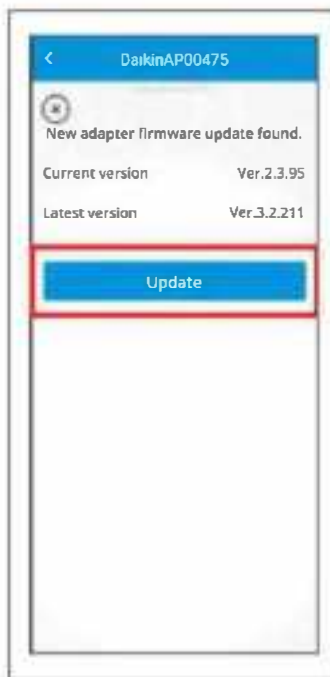 DaikinAP00475
New adapter firmware update found.
Current version Ver.2.3.95
Latest version Ver.3.2.211
Update